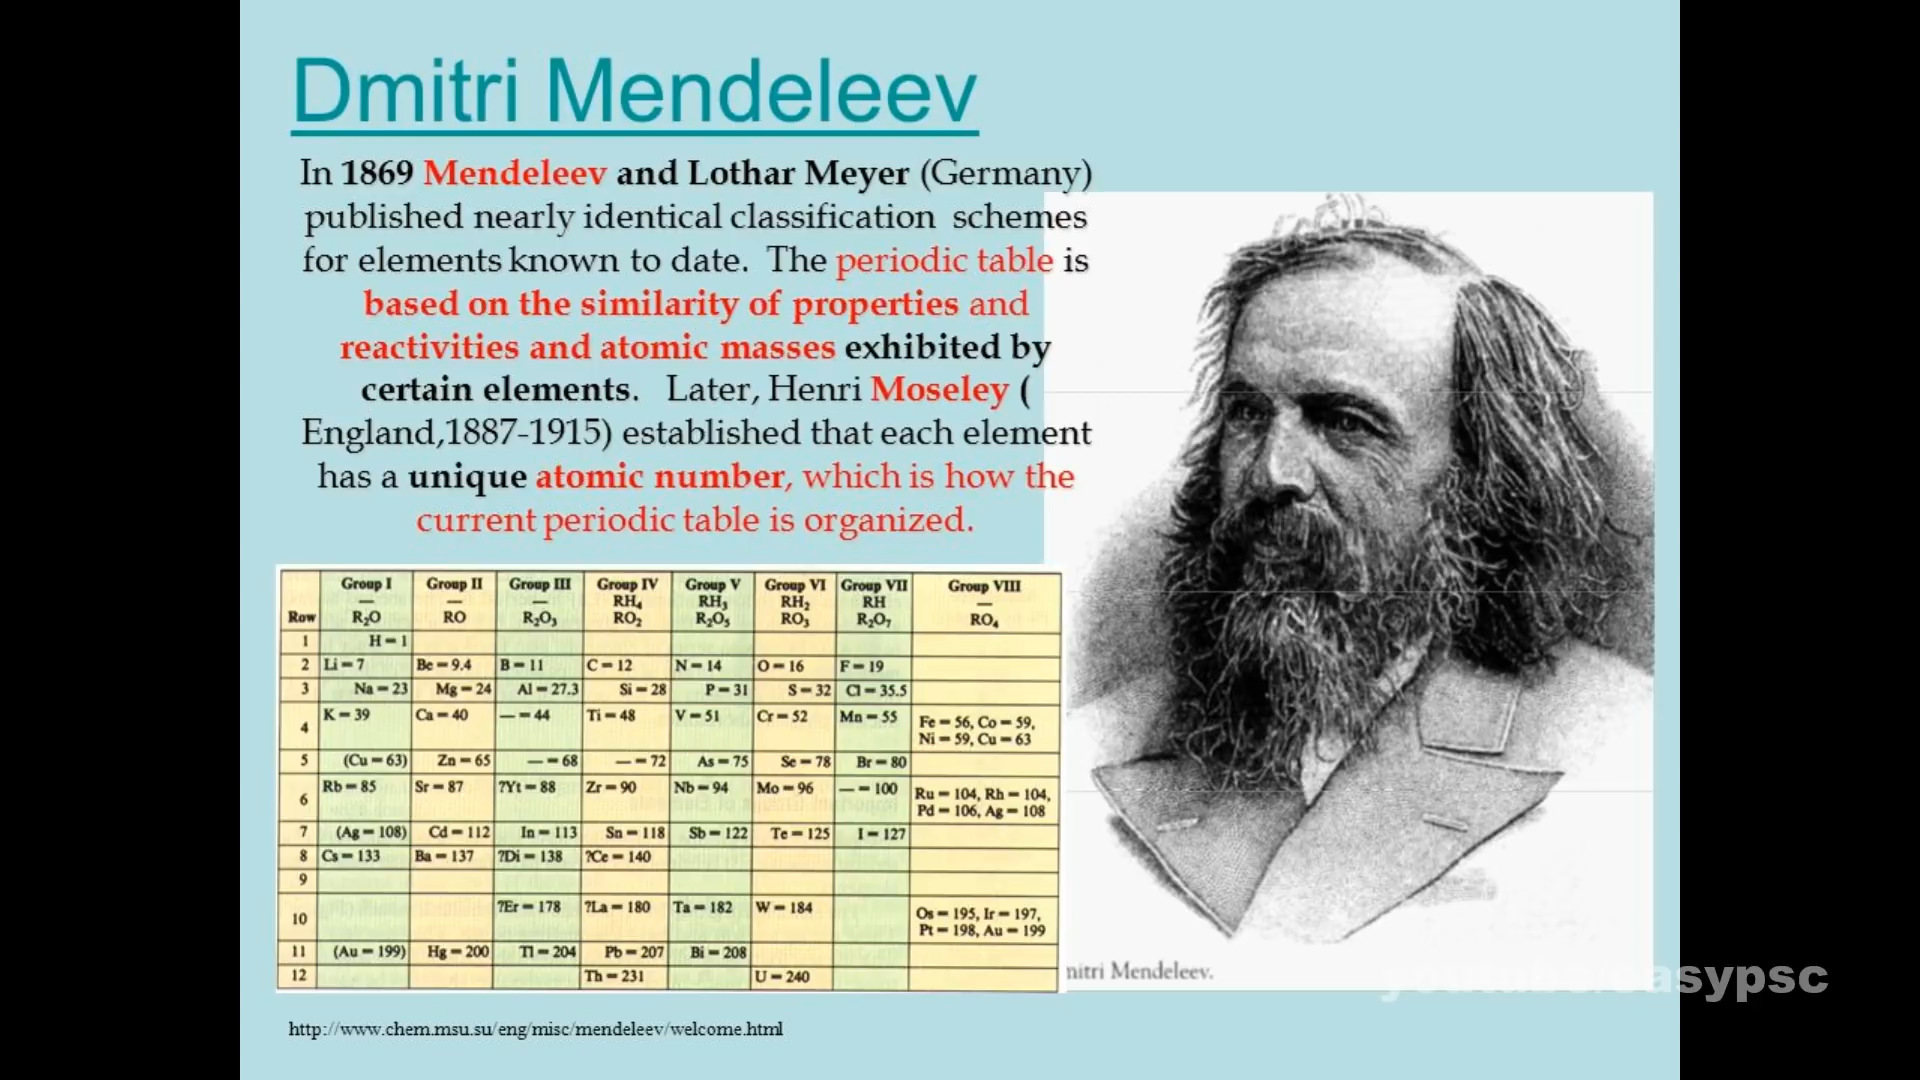 Dmitri Mendeleev
In 1869 Mendeleev and Lothar Meyer (Germany)
published nearly identical classification schemes
for elements known to date. The periodic table is
based on the similarity of properties and
reactivities and atomic masses exhibited by
certain elements. Later, Henri Moseley (
England,1887-1915) established that each element
has a unique atomic number, which is how the
current periodic table is organized.
Row Group I — R₂O Group II — RO Group III — R₂O₃ Group IV RH₄ RO₂ Group V RH₃ R₂O₅ Group VI RH₂ RO₃ Group VII RH R₂O₇ Group VIII — RO₄
1 H = 1
2 Li = 7 Be = 9.4 B = 11 C = 12 N = 14 O = 16 F = 19
3 Na = 23 Mg = 24 Al = 27.3 Si = 28 P = 31 S = 32 Cl = 35.5
4 K = 39 Ca = 40 — = 44 Ti = 48 V = 51 Cr = 52 Mn = 55 Fe = 56, Co = 59,
Ni = 59, Cu = 63
5 (Cu = 63) Zn = 65 — = 68 — = 72 As = 75 Se = 78 Br = 80
6 Rb = 85 Sr = 87 ?Yt = 88 Zr = 90 Nb = 94 Mo = 96 — = 100 Ru = 104, Rh = 104,
Pd = 106, Ag = 108
7 (Ag = 108) Cd = 112 In = 113 Sn = 118 Sb = 122 Te = 125 I = 127
8 Cs = 133 Ba = 137 ?Di = 138 ?Ce = 140
9
10 ?Er = 178 ?La = 180 Ta = 182 W = 184 Os = 195, Ir = 197,
Pt = 198, Au = 199
11 (Au = 199) Hg = 200 Tl = 204 Pb = 207 Bi = 208
12 Th = 231 U = 240
mitri Mendeleev.
youtube/easypsc
http://www.chem.msu.su/eng/misc/mendeleev/welcome.html